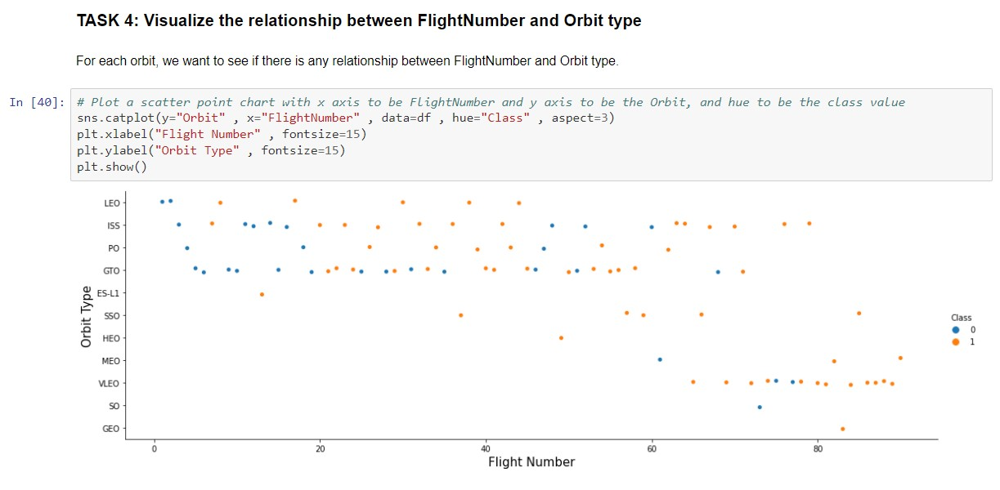 TASK 4: Visualize the relationship between FlightNumber and Orbit type
For each orbit, we want to see if there is any relationship between FlightNumber and Orbit type.
In [40]:
# Plot a scatter point chart with x axis to be FlightNumber and y axis to be the Orbit, and hue to be the class value
sns.catplot(y="Orbit" , x="FlightNumber" , data=df , hue="Class" , aspect=3)
plt.xlabel("Flight Number" , fontsize=15)
plt.ylabel("Orbit Type" , fontsize=15)
plt.show()
Orbit Type
LEO
ISS
PO
GTO
ES-L1
SSO
HEO
MEO
VLEO
SO
GEO
0 20 40 60 80
Flight Number
Class
0
1